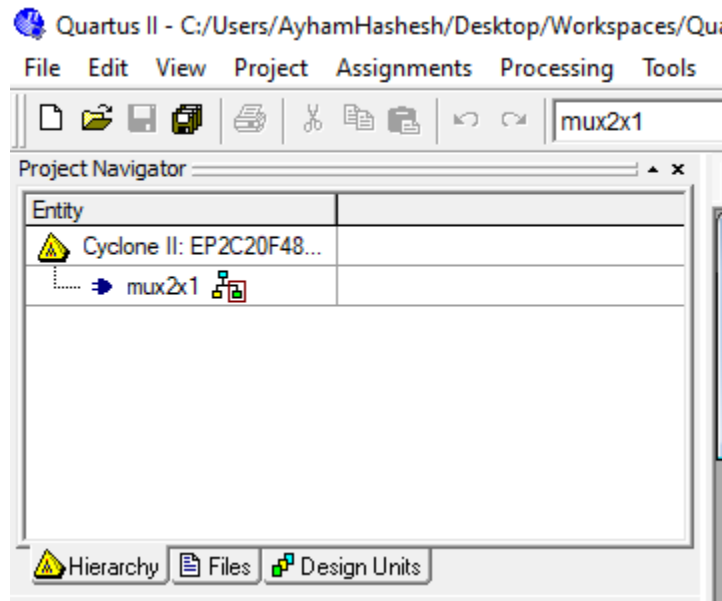 Quartus II - C:/Users/AyhamHashesh/Desktop/Workspaces/Qua
File Edit View Project Assignments Processing Tools
mux2x1
Project Navigator
Entity
Cyclone II: EP2C20F48...
mux2x1
Hierarchy Files Design Units